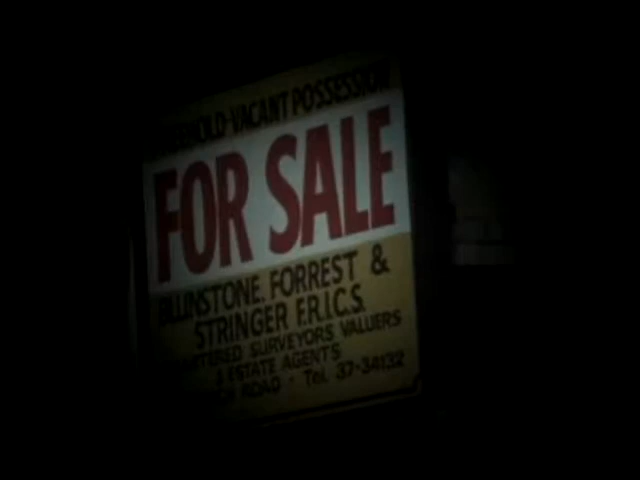 VACANT POSSESSION
FOR SALE
FORREST &
STRINGER F.R.I.C.S.
SURVEYORS VALUERS
ESTATE AGENTS
ROAD · Tel. 37-34132